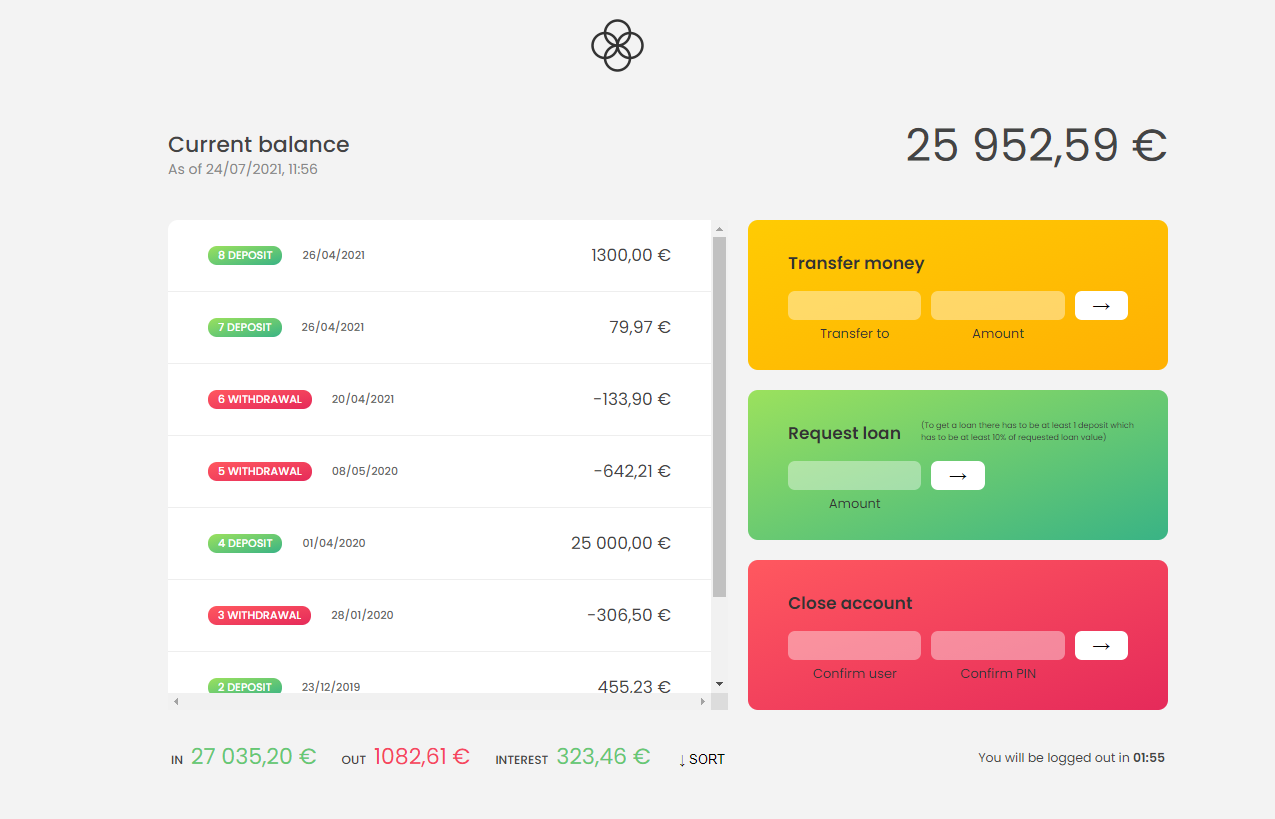 Current balance
As of 24/07/2021, 11:56
25 952,59 €
8 DEPOSIT 26/04/2021 1300,00 €
7 DEPOSIT 26/04/2021 79,97 €
6 WITHDRAWAL 20/04/2021 -133,90 €
5 WITHDRAWAL 08/05/2020 -642,21 €
4 DEPOSIT 01/04/2020 25 000,00 €
3 WITHDRAWAL 28/01/2020 -306,50 €
2 DEPOSIT 23/12/2019 455,23 €
Transfer money
→
Transfer to Amount
Request loan
(To get a loan there has to be at least 1 deposit which
has to be at least 10% of requested loan value)
→
Amount
Close account
→
Confirm user Confirm PIN
IN 27 035,20 € OUT 1082,61 € INTEREST 323,46 € ↓ SORT
You will be logged out in 01:55